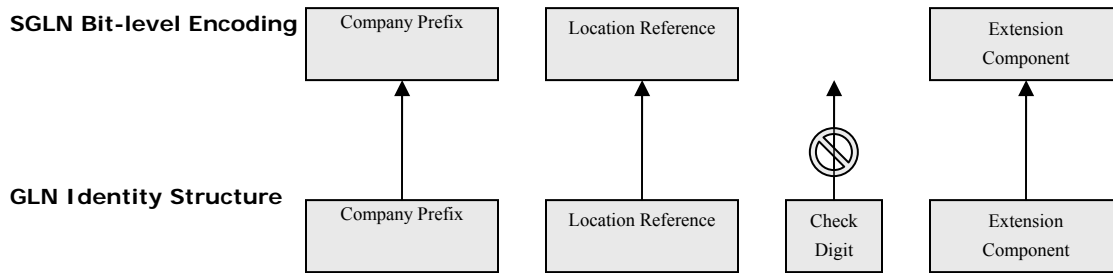 SGLN Bit-level Encoding
Company Prefix
Location Reference
Extension
Component
GLN Identity Structure
Company Prefix
Location Reference
Check
Digit
Extension
Component